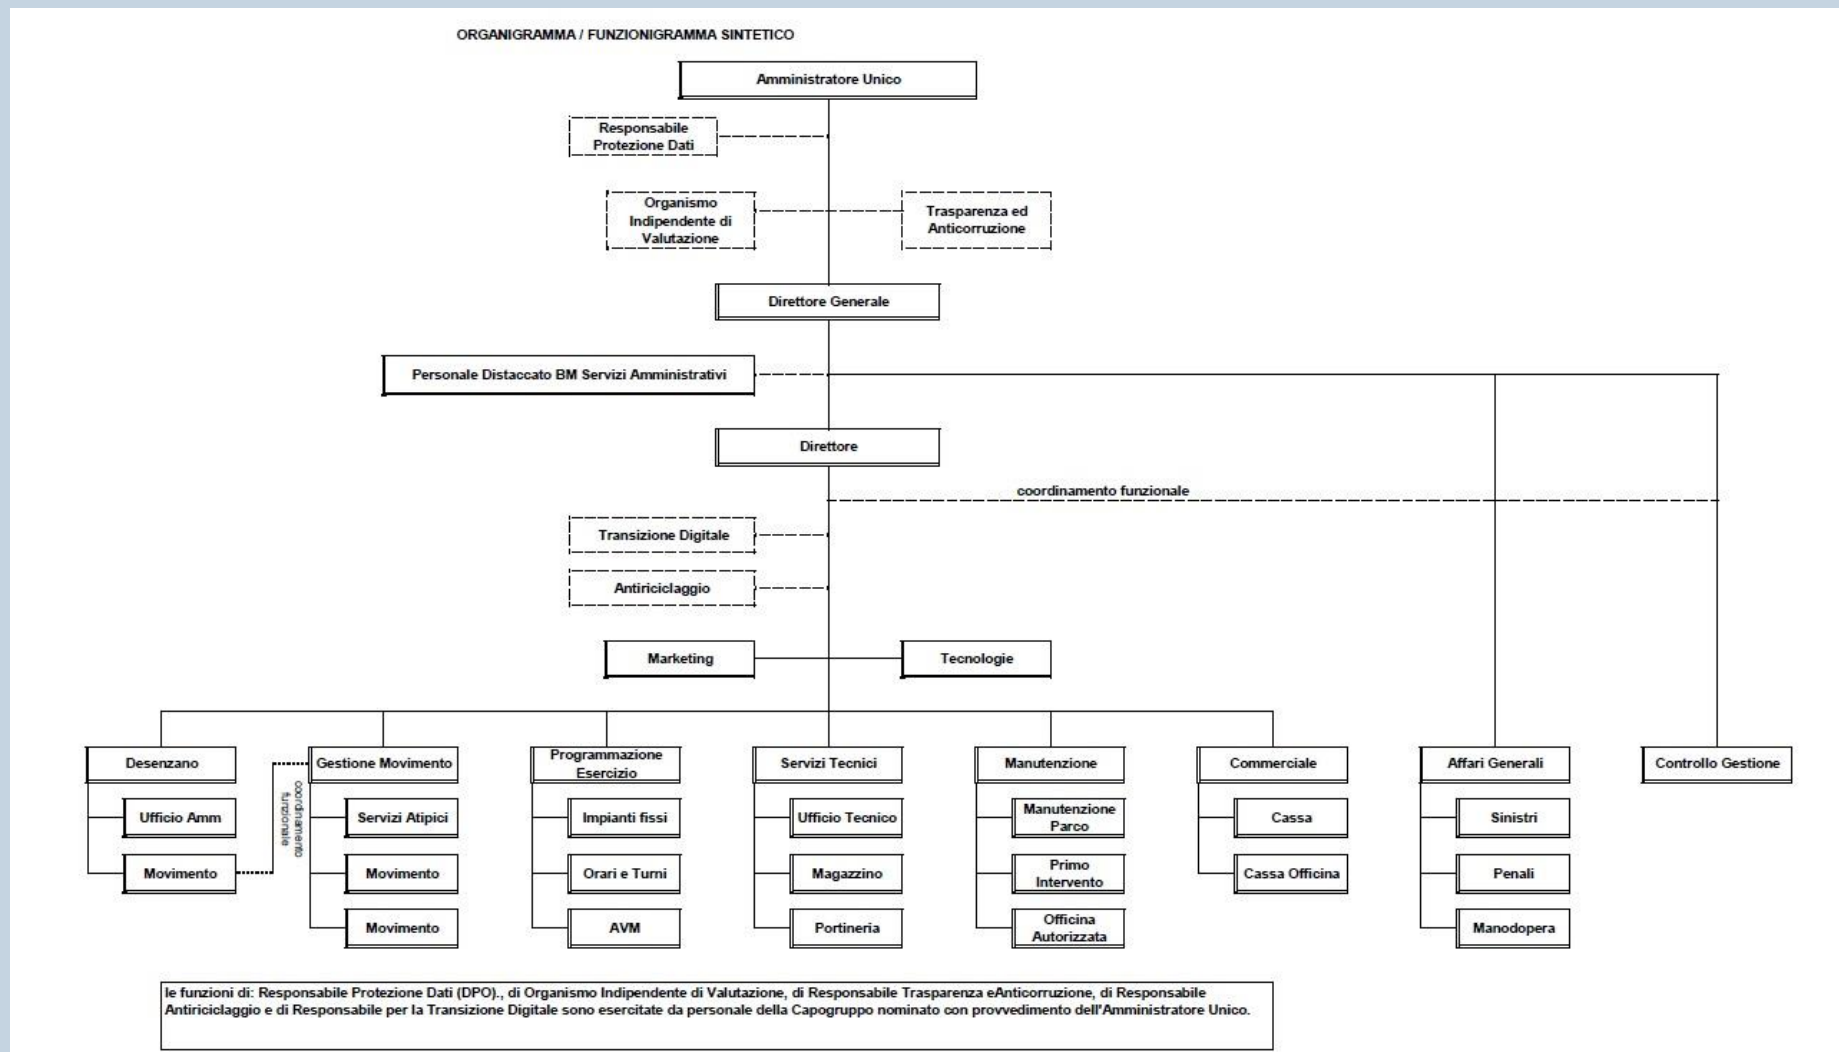 ORGANIGRAMMA / FUNZIONIGRAMMA SINTETICO
Amministratore Unico
Responsabile
Protezione Dati
Organismo
Indipendente di
Valutazione
Trasparenza ed
Anticorruzione
Direttore Generale
Personale Distaccato BM Servizi Amministrativi
Direttore
coordinamento funzionale
Transizione Digitale
Antiriciclaggio
Marketing
Tecnologie
Desenzano
Gestione Movimento
Programmazione
Esercizio
Servizi Tecnici
Manutenzione
Commerciale
Affari Generali
Controllo Gestione
coordinamento
funzionale
Ufficio Amm
Servizi Atipici
Impianti fissi
Ufficio Tecnico
Manutenzione
Parco
Cassa
Sinistri
Movimento
Movimento
Orari e Turni
Magazzino
Primo
Intervento
Cassa Officina
Penali
Movimento
AVM
Portineria
Officina
Autorizzata
Manodopera
le funzioni di: Responsabile Protezione Dati (DPO)., di Organismo Indipendente di Valutazione, di Responsabile Trasparenza eAnticorruzione, di Responsabile
Antiriciclaggio e di Responsabile per la Transizione Digitale sono esercitate da personale della Capogruppo nominato con provvedimento dell'Amministratore Unico.